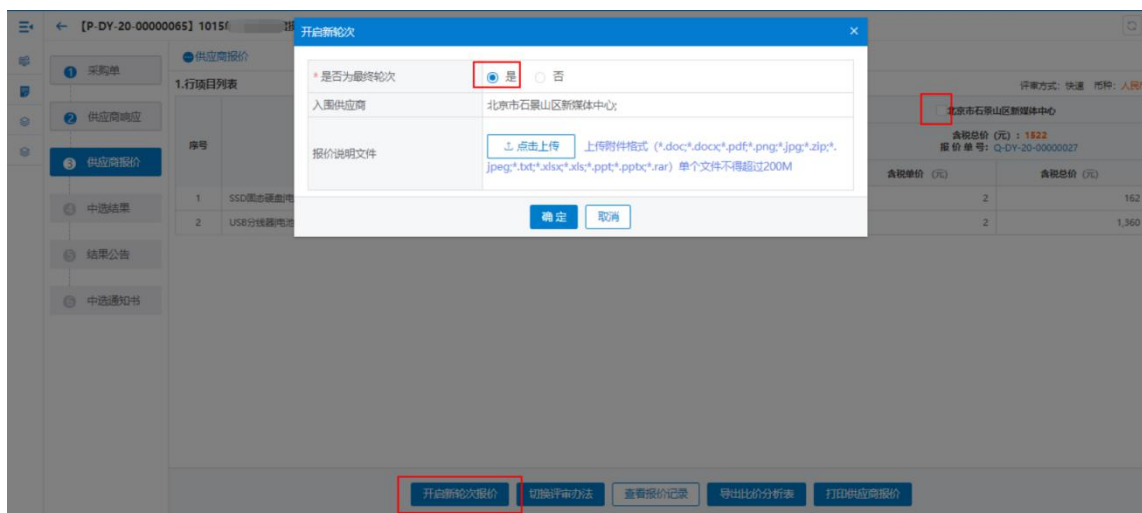 【P-DY-20-00000065】1015
开启新轮次
采购单
供应商响应
供应商报价
中选结果
结果公告
中选通知书
供应商报价
1.行项目列表
评审方式：快速 币种：人民
序号
北京市石景山区新媒体中心
含税总价（元）：1522
报价单号：Q-DY-20-00000027
含税单价（元） 含税总价（元）
1 SSD固态硬盘 2 162
2 USB分线器 2 1,360
* 是否为最终轮次 是 否
入围供应商 北京市石景山区新媒体中心;
报价说明文件 点击上传 上传附件格式（*.doc;*.docx;*.pdf;*.png;*.jpg;*.zip;*.
jpeg;*.txt;*.xlsx;*.xls;*.ppt;*.pptx;*.rar）单个文件不得超过200M
确定 取消
开启新轮次报价 切换评审办法 查看报价记录 导出比价分析表 打印供应商报价